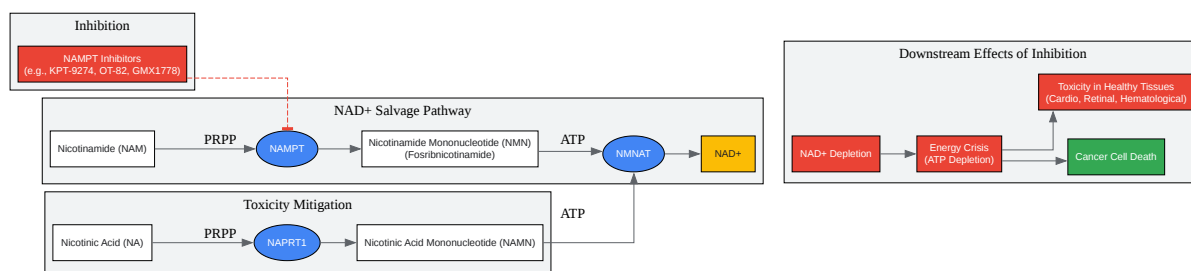 Inhibition
NAMPT Inhibitors
(e.g., KPT-9274, OT-82, GMX1778)
NAD+ Salvage Pathway
Nicotinamide (NAM)
PRPP
NAMPT
Nicotinamide Mononucleotide (NMN)
(Fosribnicotinamide)
ATP
NMNAT
NAD+
Toxicity Mitigation
Nicotinic Acid (NA)
PRPP
NAPRT1
Nicotinic Acid Mononucleotide (NAMN)
ATP
Downstream Effects of Inhibition
NAD+ Depletion
Energy Crisis
(ATP Depletion)
Toxicity in Healthy Tissues
(Cardio, Retinal, Hematological)
Cancer Cell Death